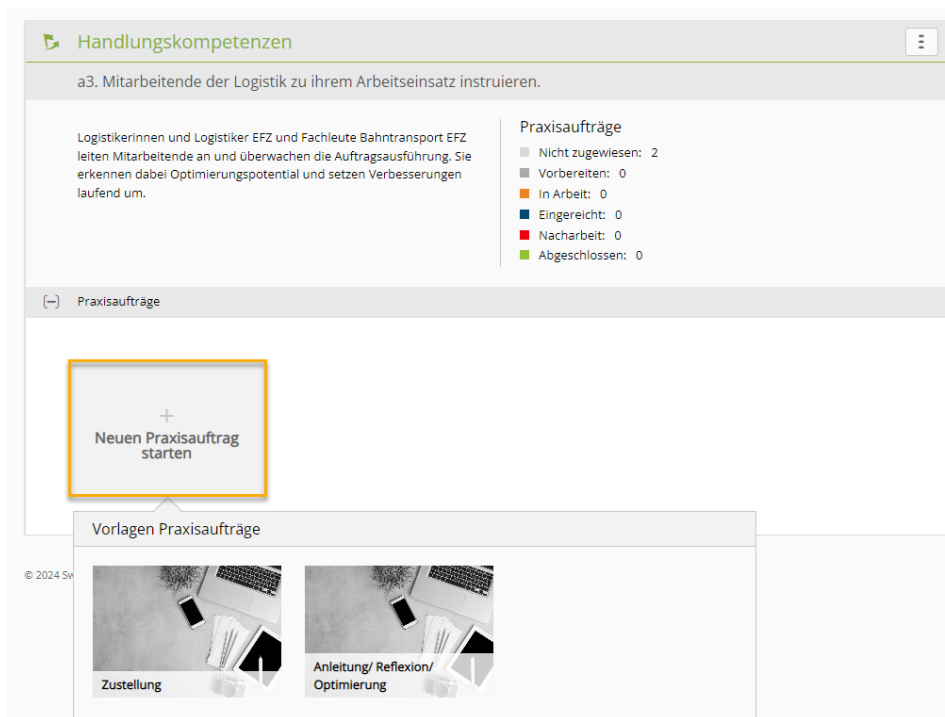 Handlungskompetenzen
a3. Mitarbeitende der Logistik zu ihrem Arbeitseinsatz instruieren.
Logistikerinnen und Logistiker EFZ und Fachleute Bahntransport EFZ
leiten Mitarbeitende an und überwachen die Auftragsausführung. Sie
erkennen dabei Optimierungspotential und setzen Verbesserungen
laufend um.
Praxisaufträge
Nicht zugewiesen: 2
Vorbereiten: 0
In Arbeit: 0
Eingereicht: 0
Nacharbeit: 0
Abgeschlossen: 0
Praxisaufträge
+
Neuen Praxisauftrag
starten
Vorlagen Praxisaufträge
© 2024 Sw
Zustellung
Anleitung/ Reflexion/
Optimierung